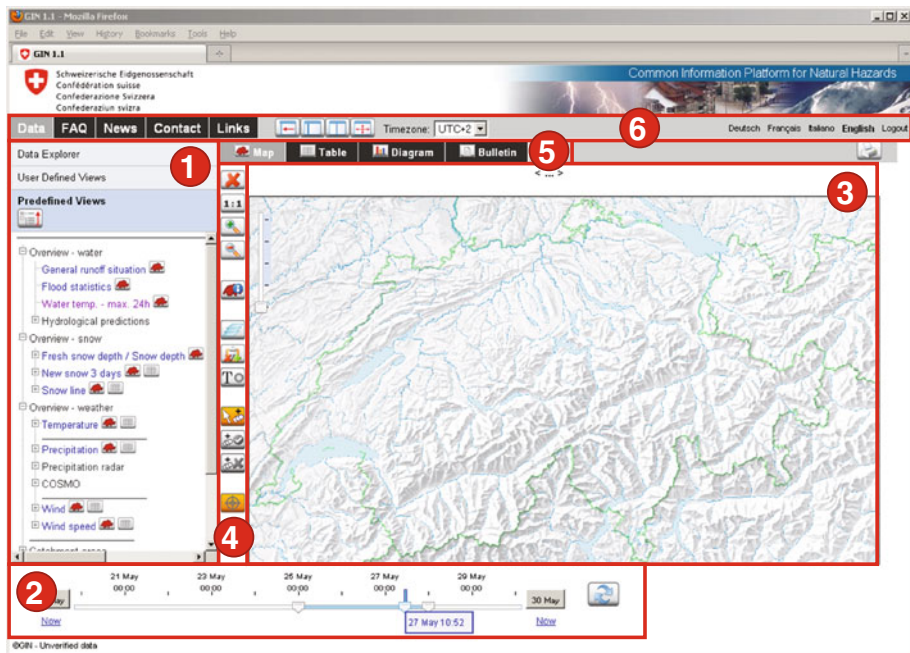 GIN 1.1 - Mozilla Firefox
File Edit View History Bookmarks Tools Help
GIN 1.1
Schweizerische Eidgenossenschaft
Confédération suisse
Confederazione Svizzera
Confederaziun svizra
Common Information Platform for Natural Hazards
6
Data FAQ News Contact Links Timezone: UTC+2 Deutsch Français Italiano English Logout
1
Data Explorer
User Defined Views
Predefined Views
Map Table Diagram Bulletin
5
< ... >
3
1:1
Overview - water
General runoff situation
Flood statistics
Water temp. - max. 24h
Hydrological predictions
Overview - snow
Fresh snow depth / Snow depth
New snow 3 days
Snow line
Overview - weather
Temperature
Precipitation
Precipitation radar
COSMO
Wind
Wind speed
Catchment areas
T
4
2
21 May 00:00
23 May 00:00
25 May 00:00
27 May 00:00
29 May 00:00
May
30 May
Now
27 May 10:52
Now
©GIN - Unverified data